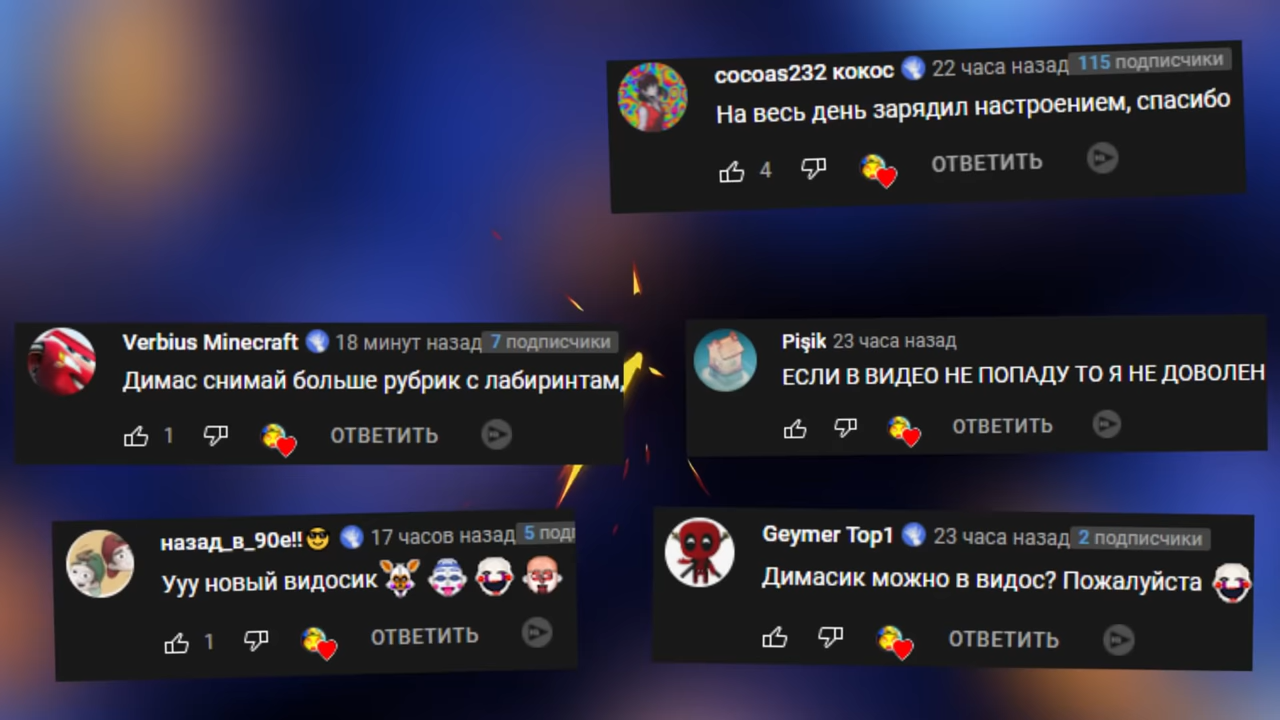 cocoas232 кокос 22 часа назад 115 подписчики
На весь день зарядил настроением, спасибо
4 ОТВЕТИТЬ
Verbius Minecraft 18 минут назад 7 подписчики
Димас снимай больше рубрик с лабиринтам,
1 ОТВЕТИТЬ
Pişik 23 часа назад
ЕСЛИ В ВИДЕО НЕ ПОПАДУ ТО Я НЕ ДОВОЛЕН
ОТВЕТИТЬ
назад_в_90е!!😎 17 часов назад 5 подп
Ууу новый видосик
1 ОТВЕТИТЬ
Geymer Top1 23 часа назад 2 подписчики
Димасик можно в видос? Пожалуйста
ОТВЕТИТЬ